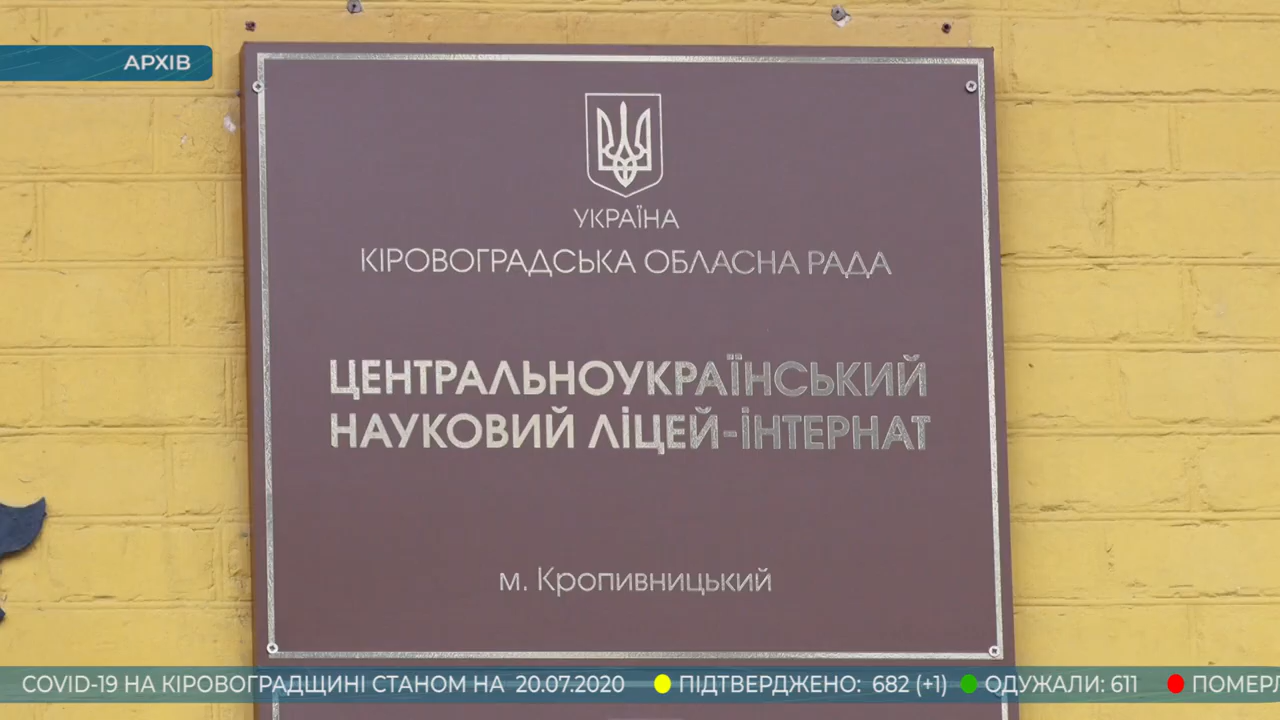 АРХІВ
УКРАЇНА
КІРОВОГРАДСЬКА ОБЛАСНА РАДА
ЦЕНТРАЛЬНОУКРАЇНСЬКИЙ
НАУКОВИЙ ЛІЦЕЙ-ІНТЕРНАТ
м. Кропивницький
COVID-19 НА КІРОВОГРАДЩИНІ СТАНОМ НА 20.07.2020 ПІДТВЕРДЖЕНО: 682 (+1) ОДУЖАЛИ: 611